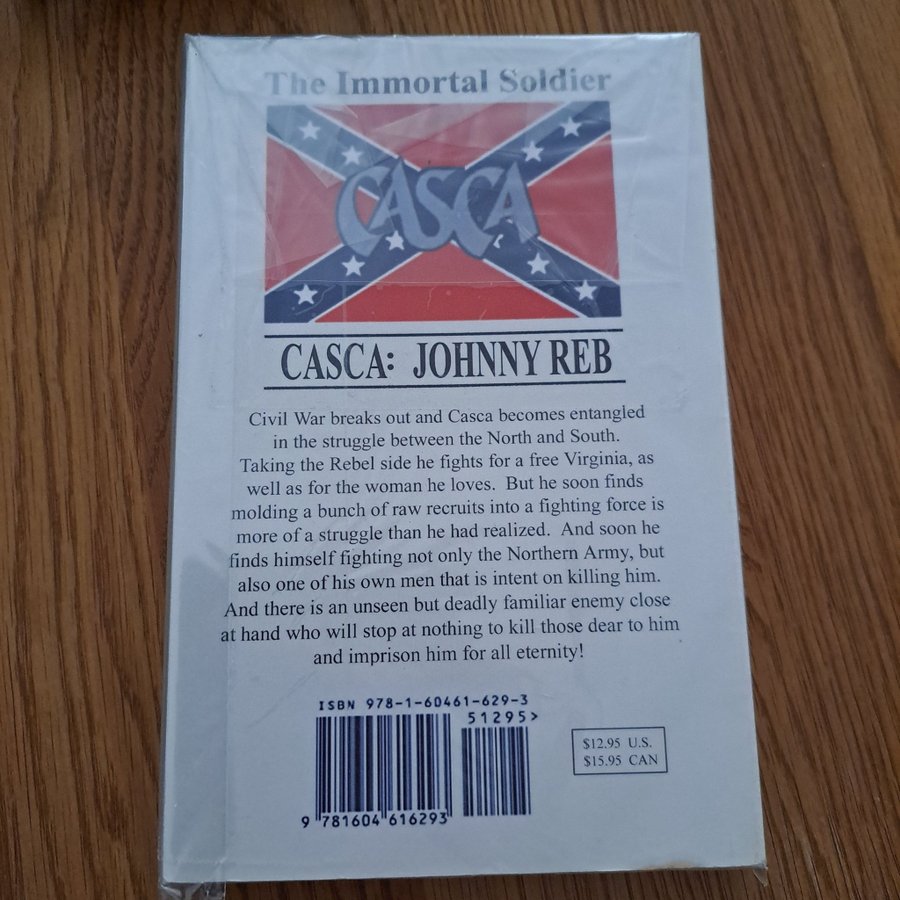 The Immortal Soldier
CASCA
CASCA: JOHNNY REB
Civil War breaks out and Casca becomes entangled
in the struggle between the North and South.
Taking the Rebel side he fights for a free Virginia, as
well as for the woman he loves.  But he soon finds
molding a bunch of raw recruits into a fighting force is
more of a struggle than he had realized.  And soon he
finds himself fighting not only the Northern Army, but
also one of his own men that is intent on killing him.
And there is an unseen but deadly familiar enemy close
at hand who will stop at nothing to kill those dear to him
and imprison him for all eternity!
ISBN 978-1-60461-629-3
51295>
$12.95 U.S.
$15.95 CAN
9 781604 616293